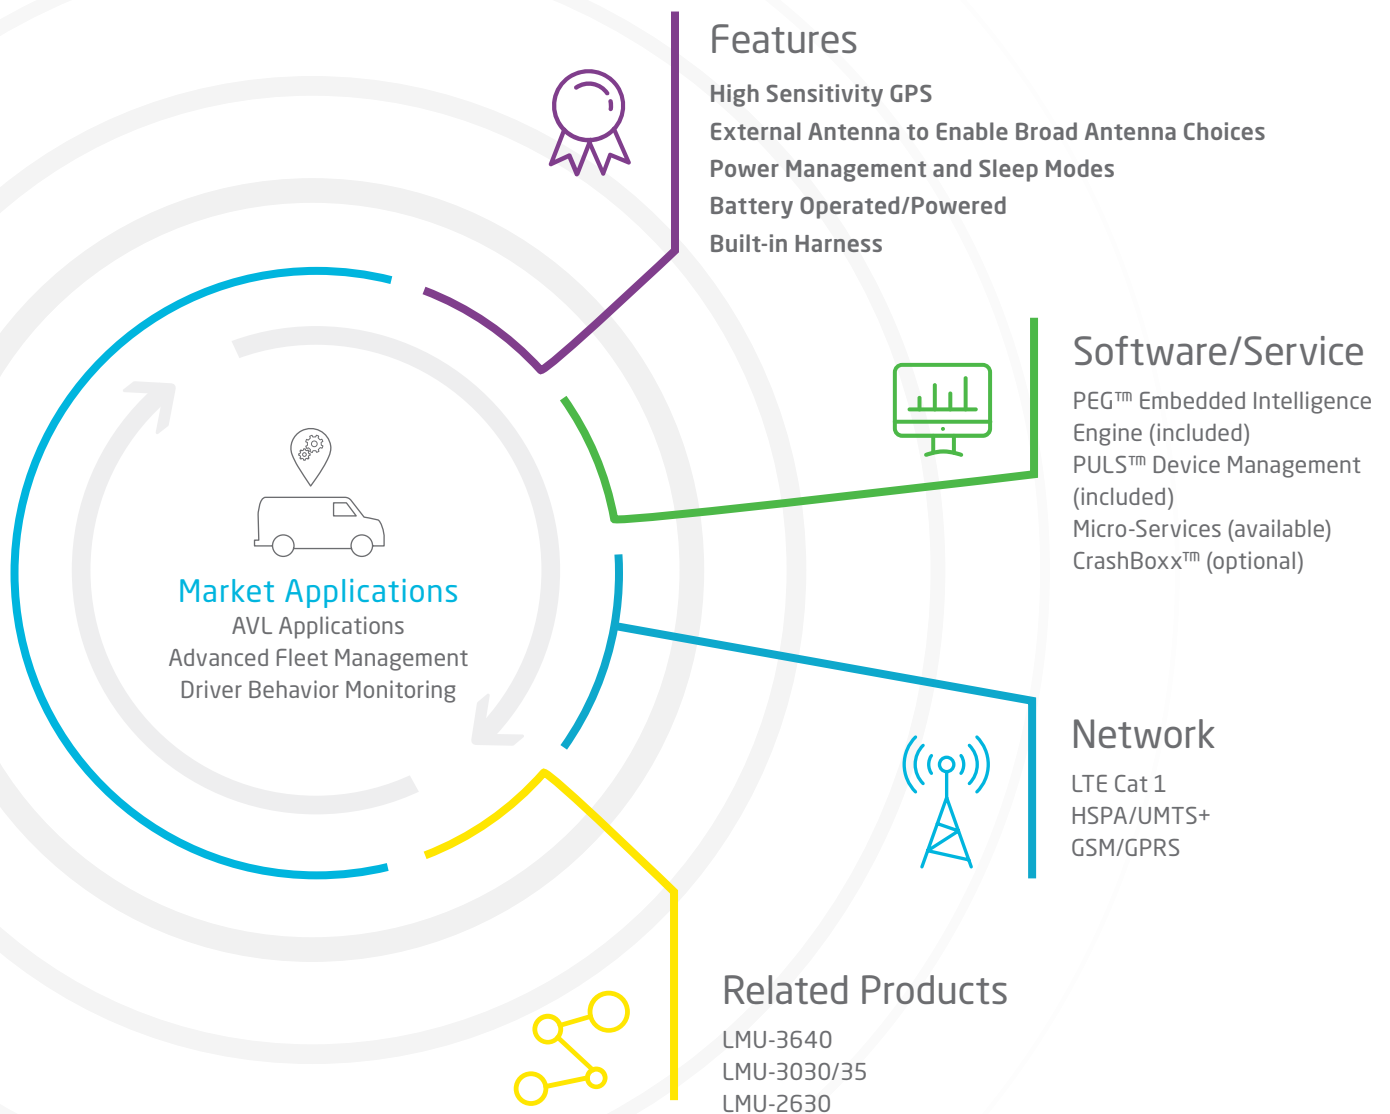 Features
High Sensitivity GPS
External Antenna to Enable Broad Antenna Choices
Power Management and Sleep Modes
Battery Operated/Powered
Built-in Harness
Software/Service
PEG™ Embedded Intelligence
Engine (included)
PULS™ Device Management
(included)
Micro-Services (available)
CrashBoxx™ (optional)
Market Applications
AVL Applications
Advanced Fleet Management
Driver Behavior Monitoring
Network
LTE Cat 1
HSPA/UMTS+
GSM/GPRS
Related Products
LMU-3640
LMU-3030/35
LMU-2630